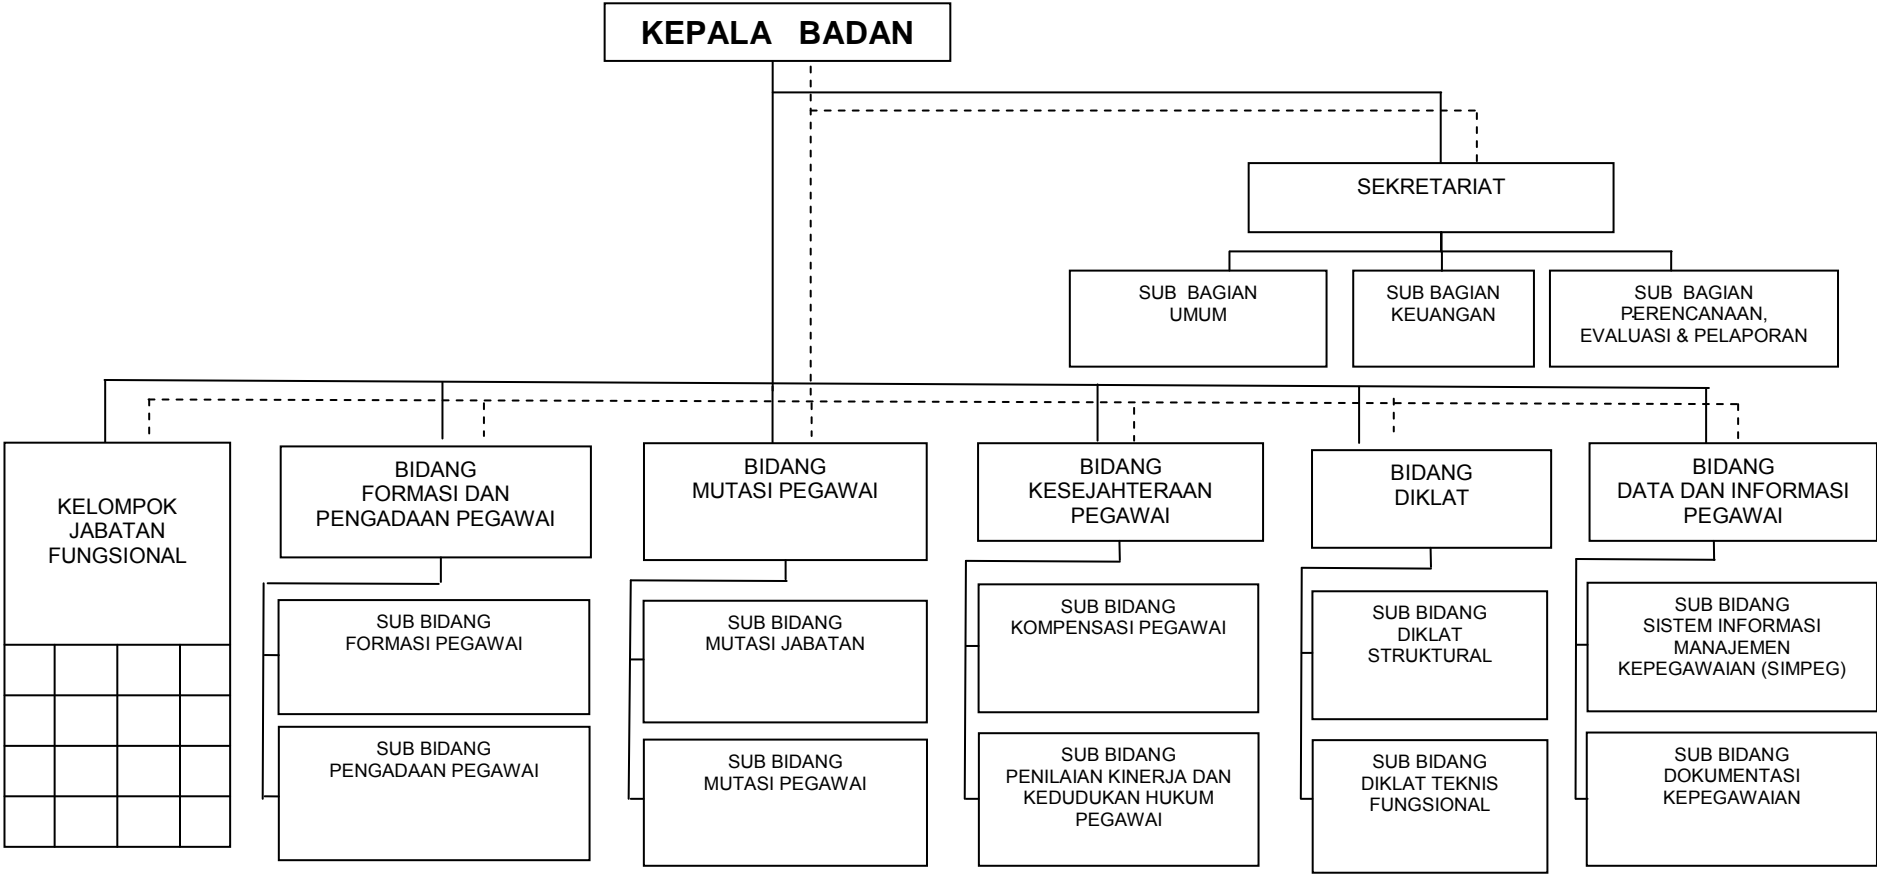 KEPALA BADAN
SEKRETARIAT
SUB BAGIAN
UMUM
SUB BAGIAN
KEUANGAN
SUB BAGIAN
PERENCANAAN,
EVALUASI & PELAPORAN
KELOMPOK
JABATAN
FUNGSIONAL
BIDANG
FORMASI DAN
PENGADAAN PEGAWAI
BIDANG
MUTASI PEGAWAI
BIDANG
KESEJAHTERAAN
PEGAWAI
BIDANG
DIKLAT
BIDANG
DATA DAN INFORMASI
PEGAWAI
SUB BIDANG
FORMASI PEGAWAI
SUB BIDANG
MUTASI JABATAN
SUB BIDANG
KOMPENSASI PEGAWAI
SUB BIDANG
DIKLAT
STRUKTURAL
SUB BIDANG
SISTEM INFORMASI
MANAJEMEN
KEPEGAWAIAN (SIMPEG)
SUB BIDANG
PENGADAAN PEGAWAI
SUB BIDANG
MUTASI PEGAWAI
SUB BIDANG
PENILAIAN KINERJA DAN
KEDUDUKAN HUKUM
PEGAWAI
SUB BIDANG
DIKLAT TEKNIS
FUNGSIONAL
SUB BIDANG
DOKUMENTASI
KEPEGAWAIAN